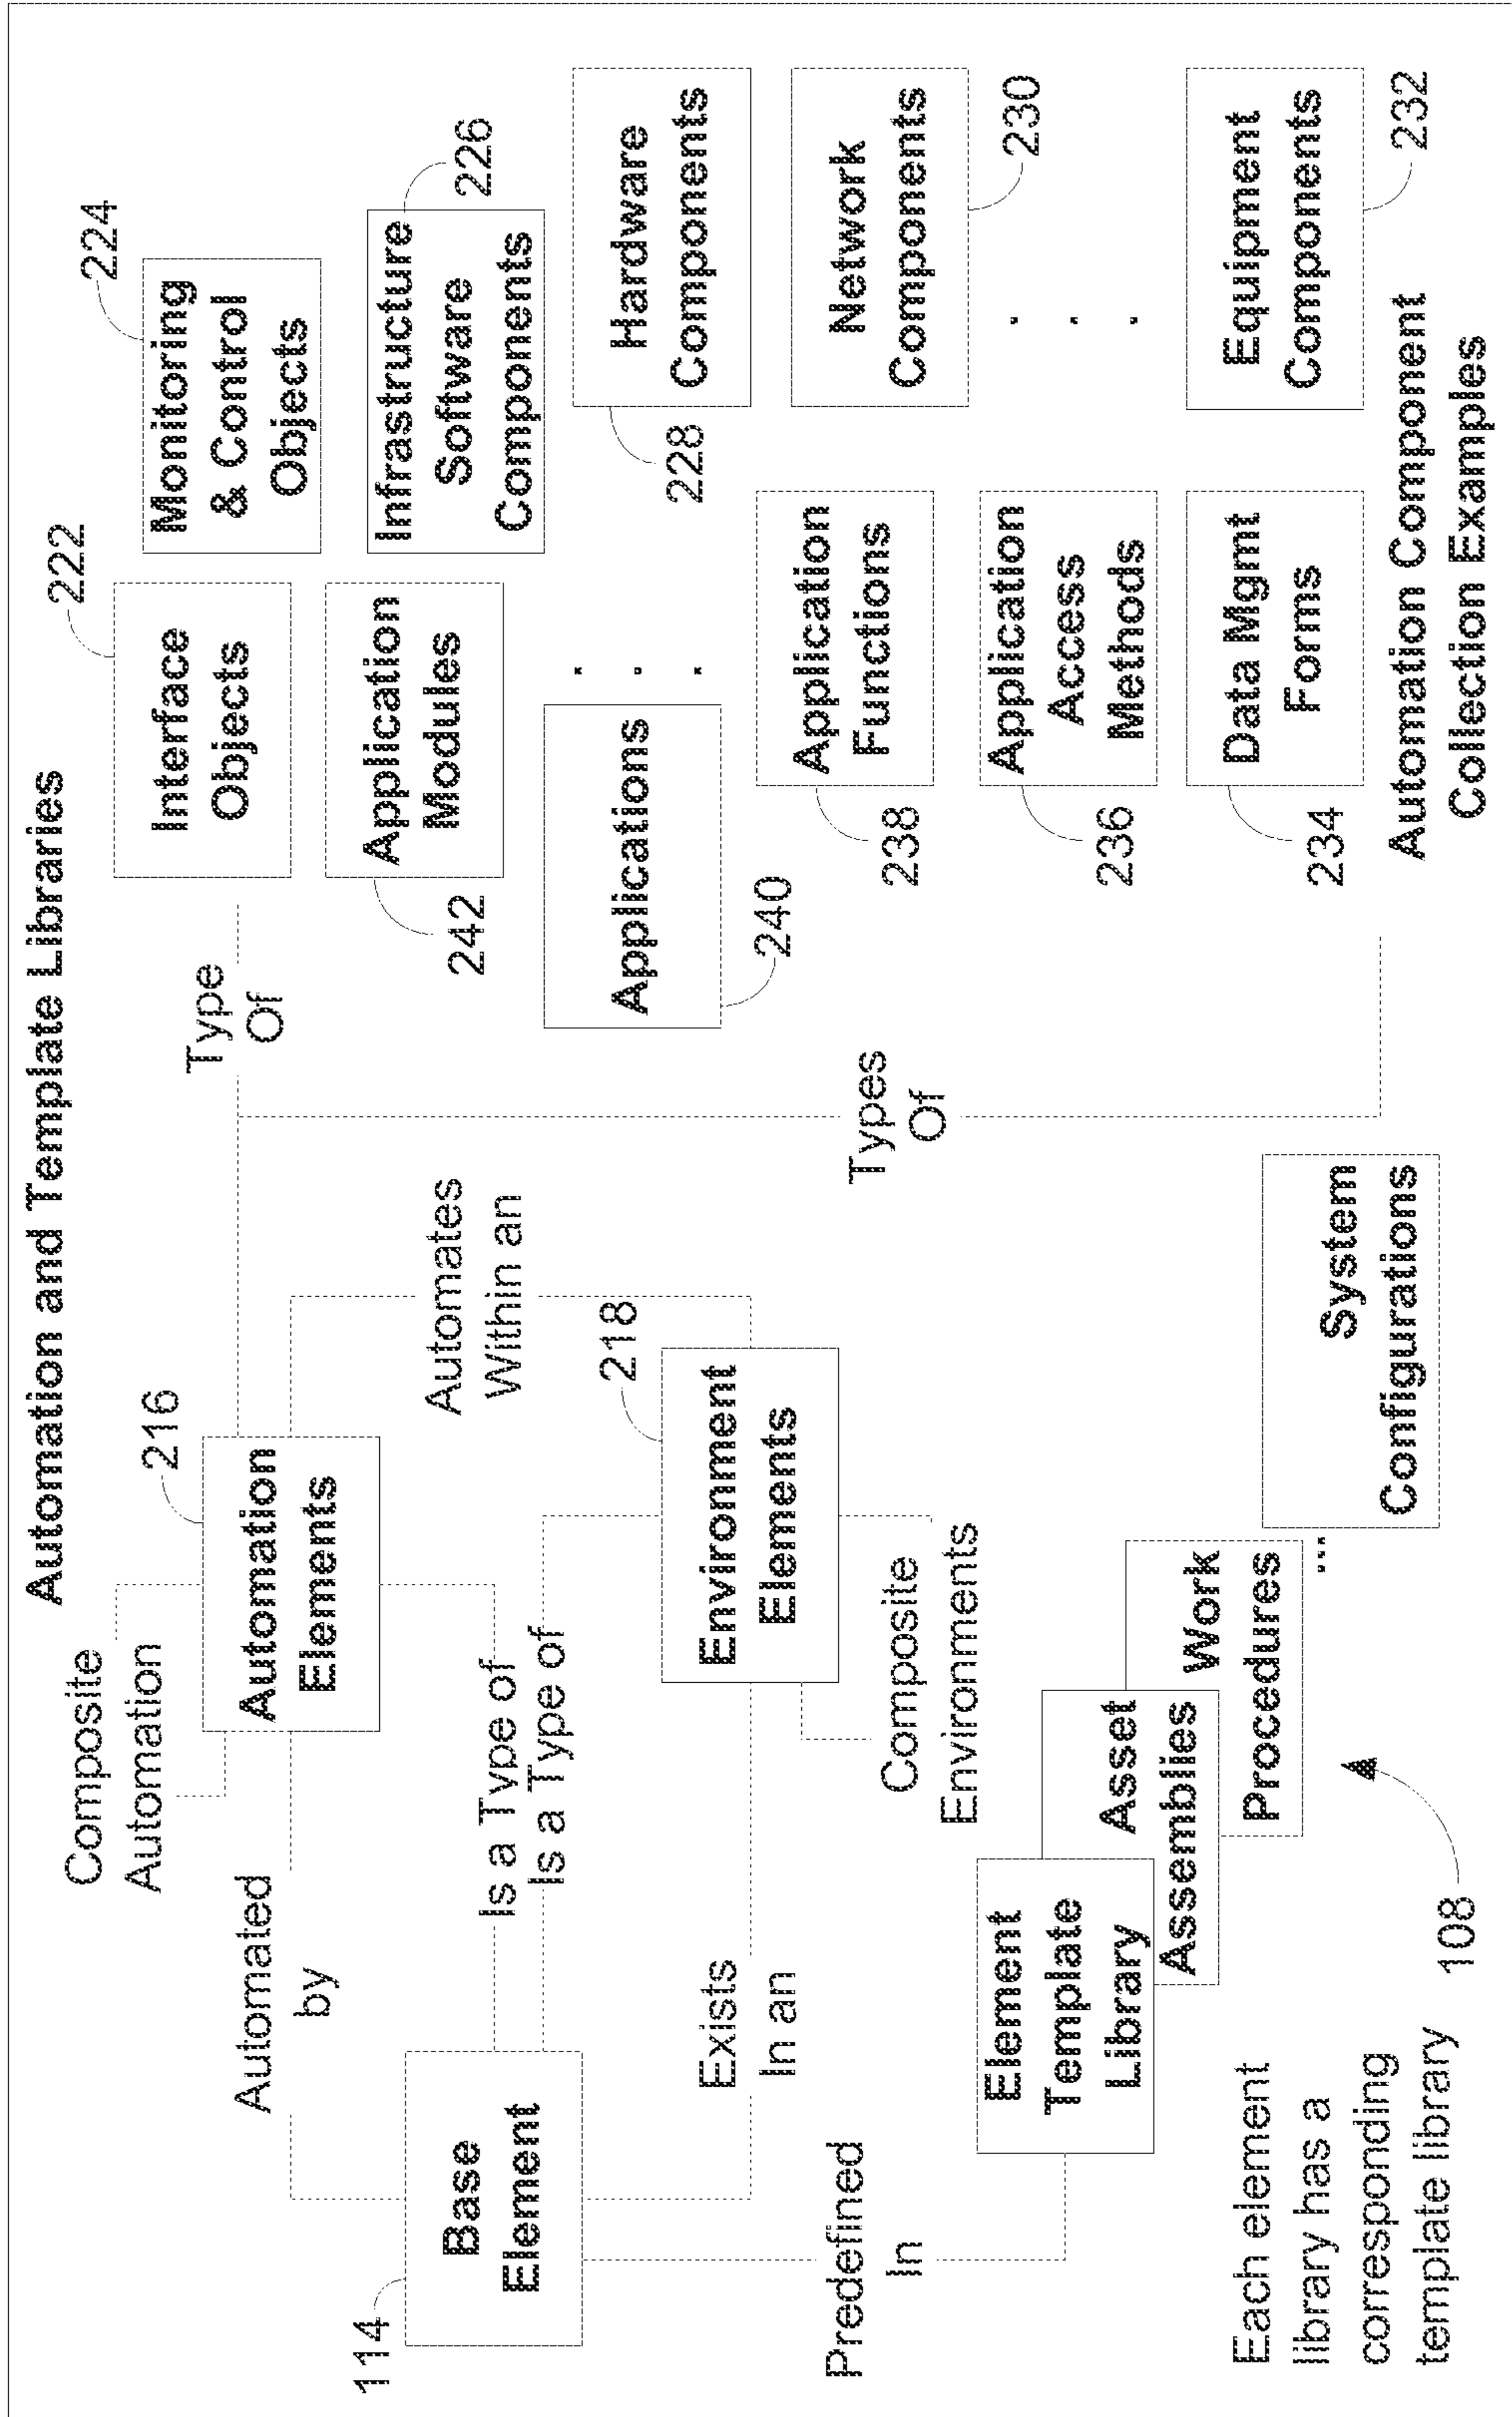 Automation and Template Libraries
Composite
Automation
216
Automation
Elements
Automated
by
114
Base
Element
Is a Type of
Is a Type of
Automates
Within an
218
Environment
Elements
Exists
In an
Composite
Environments
Predefined
In
Element
Template
Library
Asset
Assemblies
Work
Procedures
...
System
Configurations
108
Each element
library has a
corresponding
template library
Type
Of
Types
Of
222
Interface
Objects
224
Monitoring
& Control
Objects
242
Application
Modules
226
Infrastructure
Software
Components
240
Applications
. . .
228
Hardware
Components
238
Application
Functions
230
Network
Components
. . .
236
Application
Access
Methods
234
Data Mgmt
Forms
232
Equipment
Components
Automation Component
Collection Examples